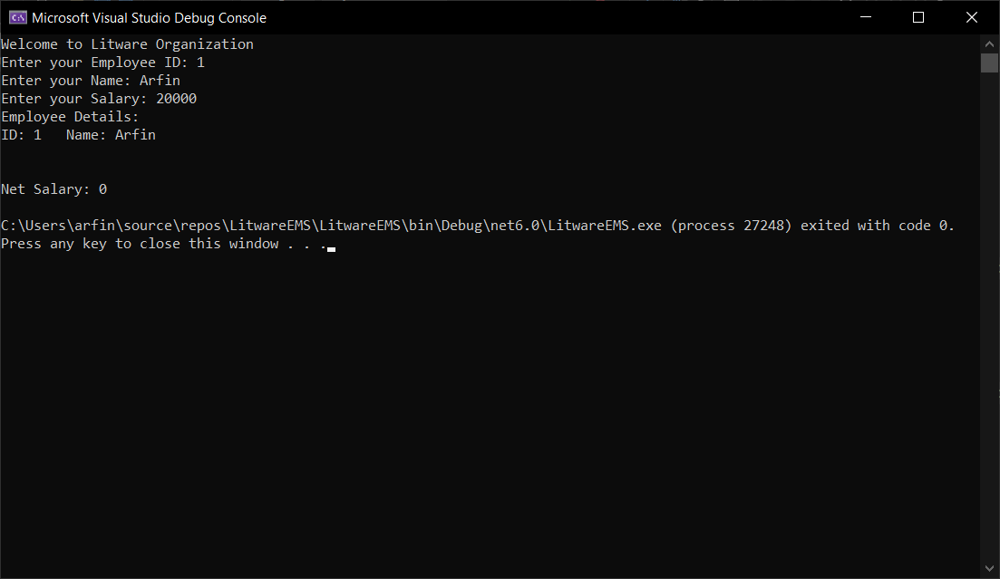 Microsoft Visual Studio Debug Console
Welcome to Litware Organization
Enter your Employee ID: 1
Enter your Name: Arfin
Enter your Salary: 20000
Employee Details:
ID: 1   Name: Arfin
Net Salary: 0
C:\Users\arfin\source\repos\LitwareEMS\LitwareEMS\bin\Debug\net6.0\LitwareEMS.exe (process 27248) exited with code 0.
Press any key to close this window . . .